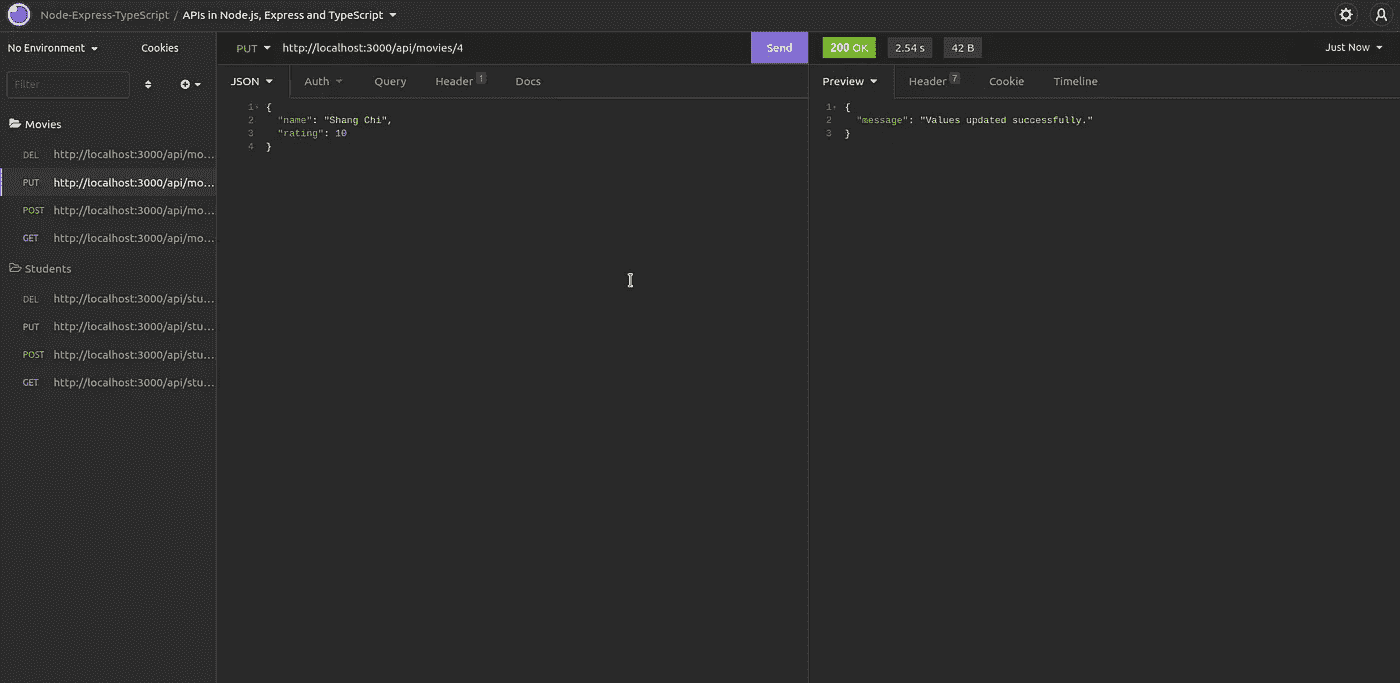 Node-Express-TypeScript / APIs in Node.js, Express and TypeScript
No Environment Cookies
PUT http://localhost:3000/api/movies/4 Send
200 OK 2.54 s 42 B Just Now
Filter
JSON Auth Query Header 1 Docs
Preview Header 7 Cookie Timeline
Movies
DEL http://localhost:3000/api/mo...
PUT http://localhost:3000/api/mo...
POST http://localhost:3000/api/mo...
GET http://localhost:3000/api/mo...
Students
DEL http://localhost:3000/api/stu...
PUT http://localhost:3000/api/stu...
POST http://localhost:3000/api/stu...
GET http://localhost:3000/api/stu...
1 {
2 "name": "Shang Chi",
3 "rating": 10
4 }
1 {
2 "message": "Values updated successfully."
3 }